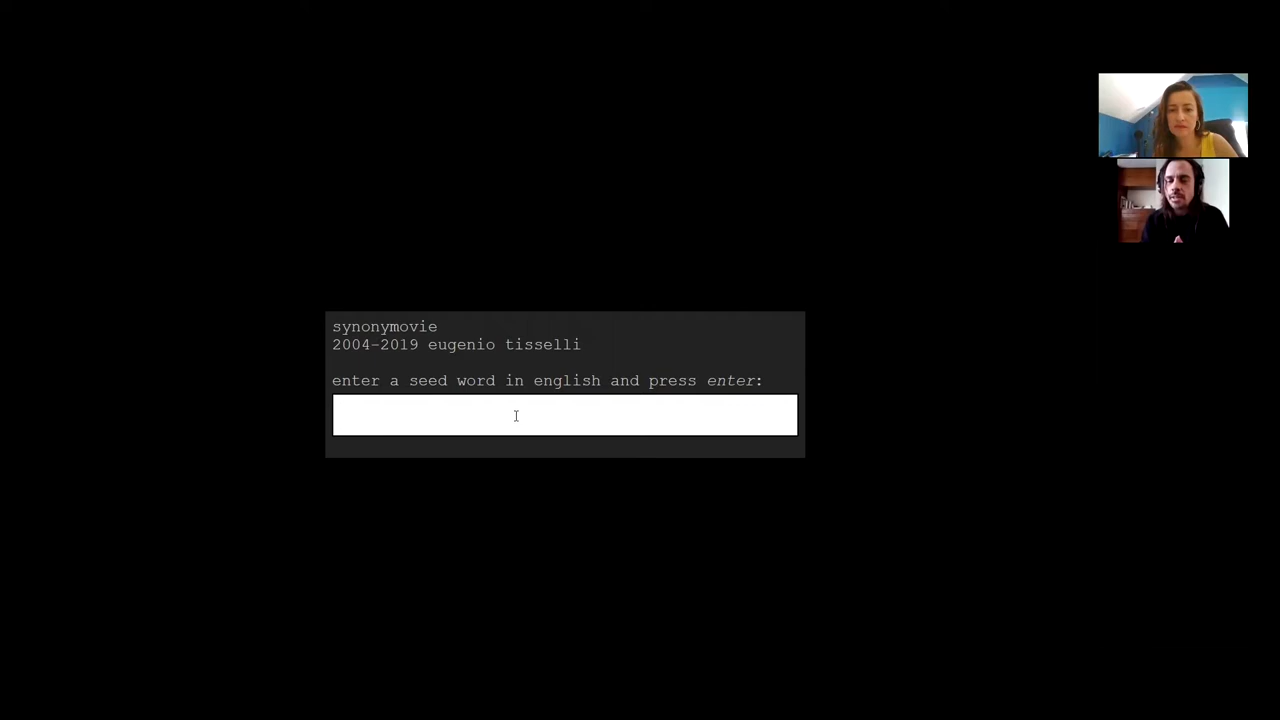 synonymovie
2004-2019 eugenio tisselli
enter a seed word in english and press enter: